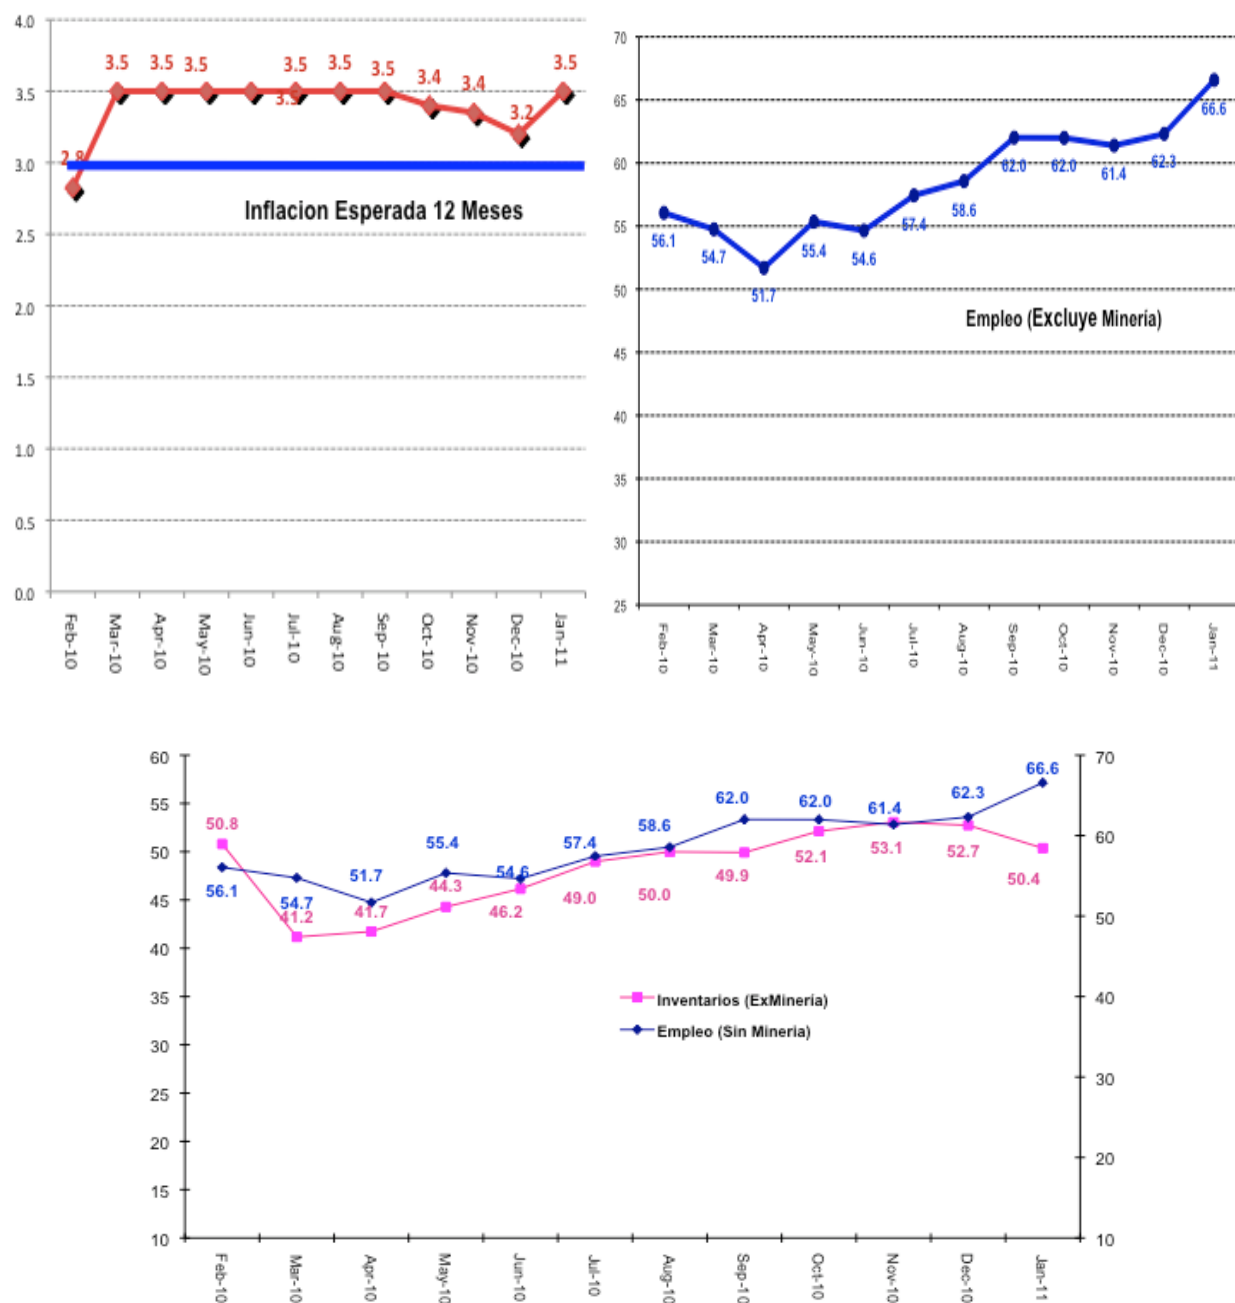 4.0
3.5
3.0
2.5
2.0
1.5
1.0
0.5
0.0
2.8
3.5
3.5
3.5
3.5
3.5
3.5
3.5
3.4
3.4
3.2
3.5
Inflacion Esperada 12 Meses
Feb-10
Mar-10
Apr-10
May-10
Jun-10
Jul-10
Aug-10
Sep-10
Oct-10
Nov-10
Dec-10
Jan-11
70
65
60
55
50
45
40
35
30
25
56.1
54.7
51.7
55.4
54.6
57.4
58.6
62.0
62.0
61.4
62.3
66.6
Empleo (Excluye Minería)
Feb-10
Mar-10
Apr-10
May-10
Jun-10
Jul-10
Aug-10
Sep-10
Oct-10
Nov-10
Dec-10
Jan-11
60
55
50
45
40
35
30
25
20
15
10
70
60
50
40
30
20
10
56.1
54.7
51.7
55.4
54.6
57.4
58.6
62.0
62.0
61.4
62.3
66.6
50.8
41.2
41.7
44.3
46.2
49.0
50.0
49.9
52.1
53.1
52.7
50.4
Inventarios (ExMinería)
Empleo (Sin Mineria)
Feb-10
Mar-10
Apr-10
May-10
Jun-10
Jul-10
Aug-10
Sep-10
Oct-10
Nov-10
Dec-10
Jan-11